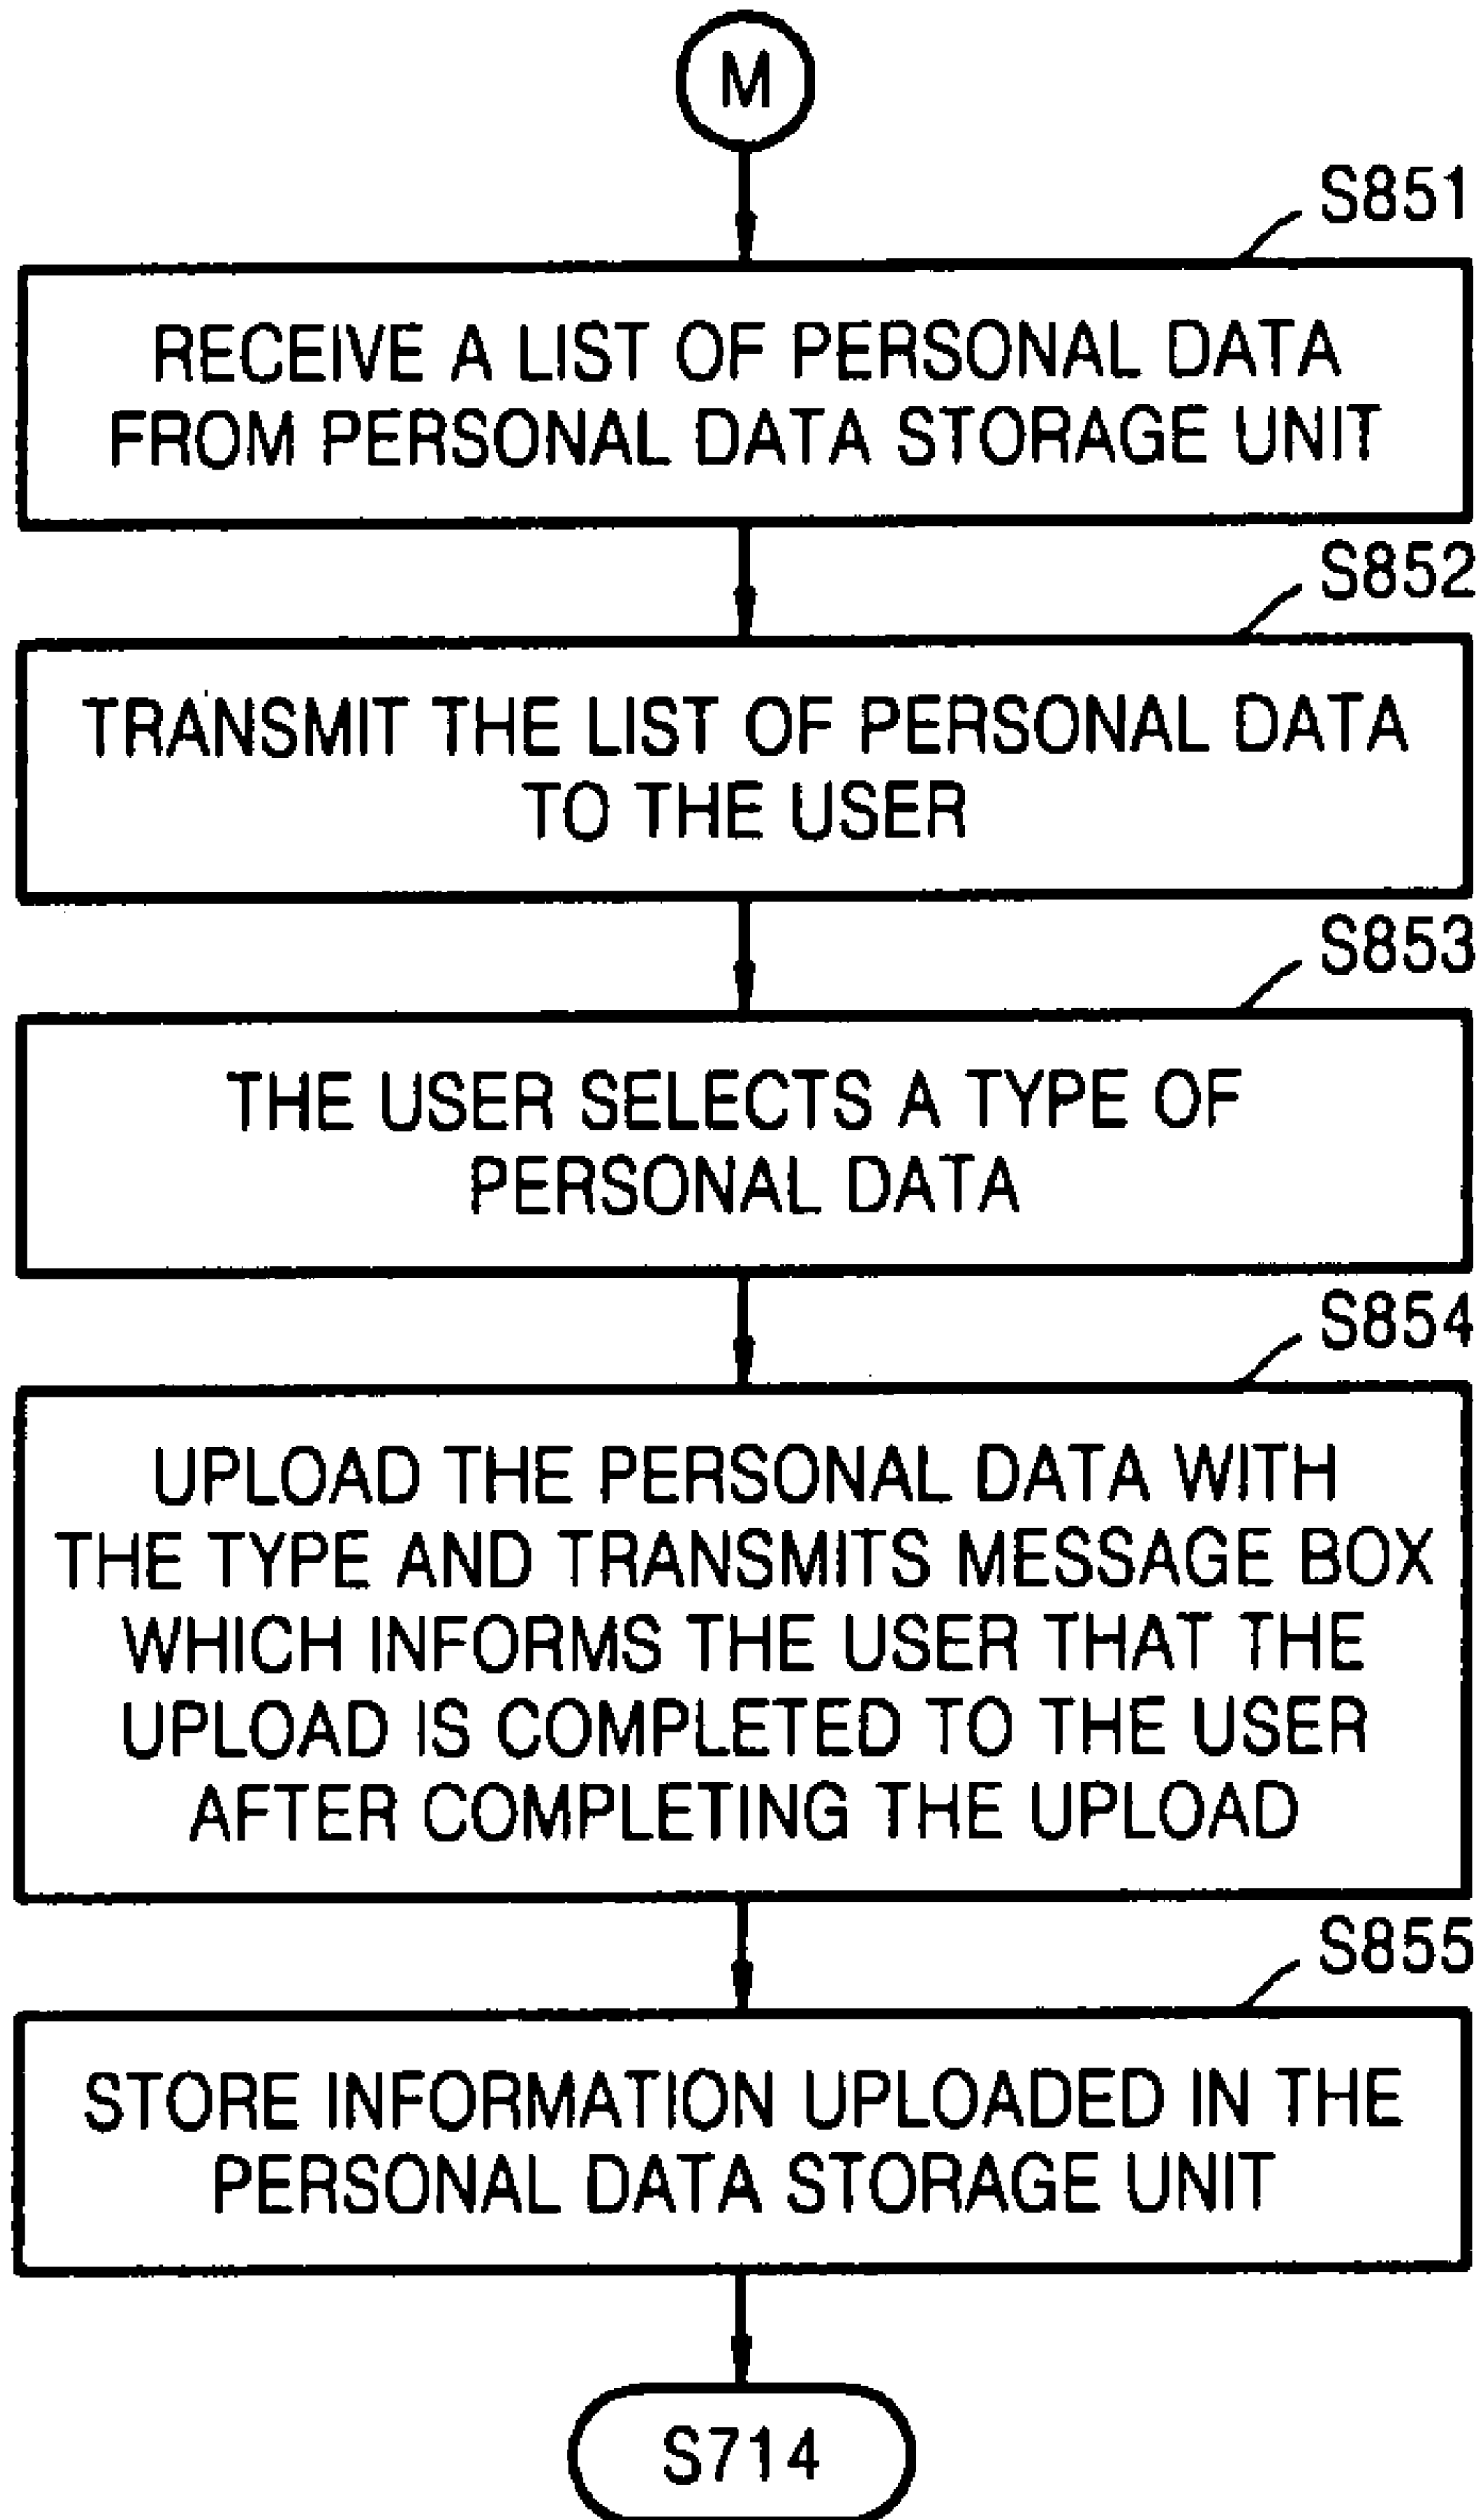 M
S851
RECEIVE A LIST OF PERSONAL DATA
FROM PERSONAL DATA STORAGE UNIT
S852
TRANSMIT THE LIST OF PERSONAL DATA
TO THE USER
S853
THE USER SELECTS A TYPE OF
PERSONAL DATA
S854
UPLOAD THE PERSONAL DATA WITH
THE TYPE AND TRANSMITS MESSAGE BOX
WHICH INFORMS THE USER THAT THE
UPLOAD IS COMPLETED TO THE USER
AFTER COMPLETING THE UPLOAD
S855
STORE INFORMATION UPLOADED IN THE
PERSONAL DATA STORAGE UNIT
S714